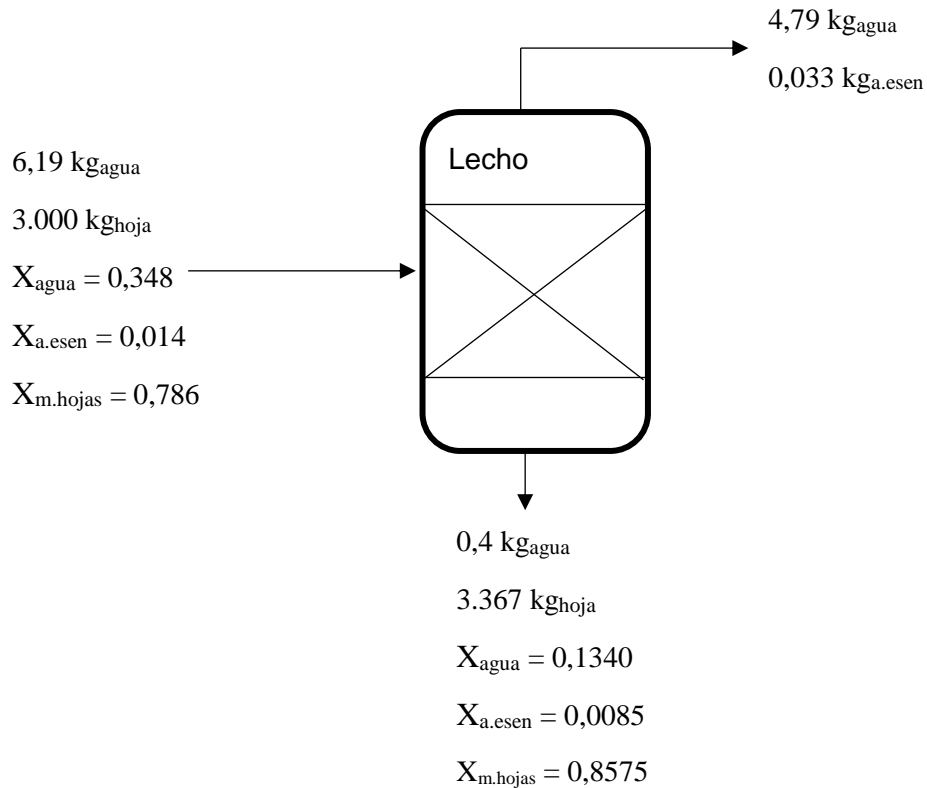 4,79 kgagua
0,033 kga.esen
Lecho
6,19 kgagua
3.000 kghoja
Xagua = 0,348
Xa.esen = 0,014
Xm.hojas = 0,786
0,4 kgagua
3.367 kghoja
Xagua = 0,1340
Xa.esen = 0,0085
Xm.hojas = 0,8575